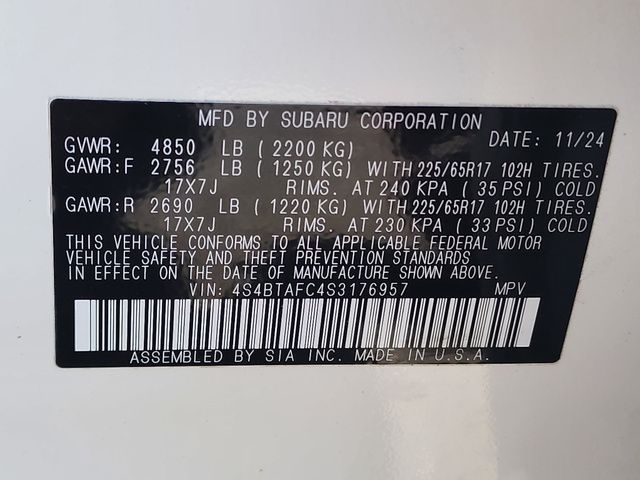 MFD BY SUBARU CORPORATION
DATE: 11/24
GVWR: 4850 LB ( 2200 KG)
GAWR:F 2756 LB ( 1250 KG) WITH 225/65R17 102H TIRES.
17X7J RIMS. AT 240 KPA ( 35 PSI) COLD
GAWR:R 2690 LB ( 1220 KG) WITH 225/65R17 102H TIRES.
17X7J RIMS. AT 230 KPA ( 33 PSI) COLD
THIS VEHICLE CONFORMS TO ALL APPLICABLE FEDERAL MOTOR
VEHICLE SAFETY AND THEFT PREVENTION STANDARDS
IN EFFECT ON THE DATE OF MANUFACTURE SHOWN ABOVE.
VIN: 4S4BTAFC4S3176957 MPV
ASSEMBLED BY SIA INC. MADE IN U.S.A.